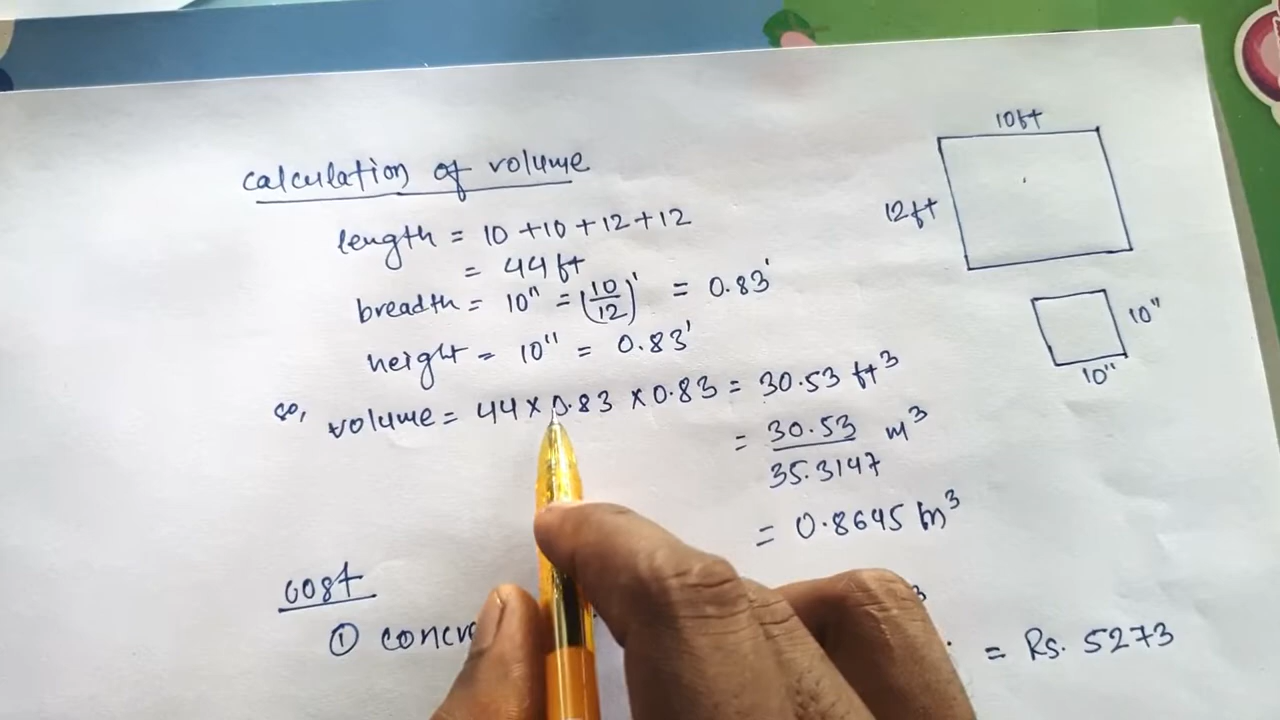 calculation of volume
length = 10 + 10 + 12 + 12
= 44 ft
breadth = 10" = (10/12)' = 0.83'
height = 10" = 0.83'
so, volume = 44 × 0.83 × 0.83 = 30.53 ft³
= 30.53/35.3147 m³
= 0.8645 m³
cost
① concre
= Rs. 5273
10ft
12ft
10"
10"